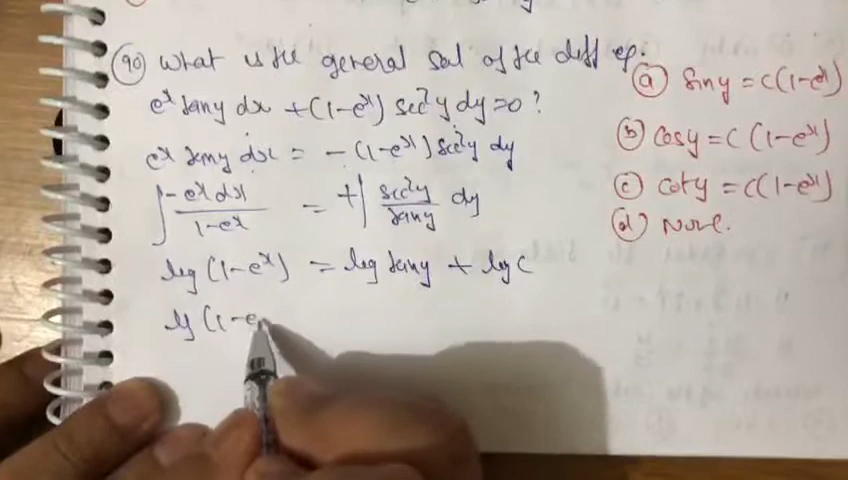 90 What is the general sol of the diff eq.
e^x tany dx + (1-e^x) sec²y dy=0 ?
e^x tany dx = -(1-e^x) sec²y dy
∫ -e^x dx / 1-e^x = +∫ sec²y / tany dy
log (1-e^x) = log tany + log c
log (1-e
a siny = c(1-e^x)
b cosy = c (1-e^x)
c coty = c(1-e^x)
d None.